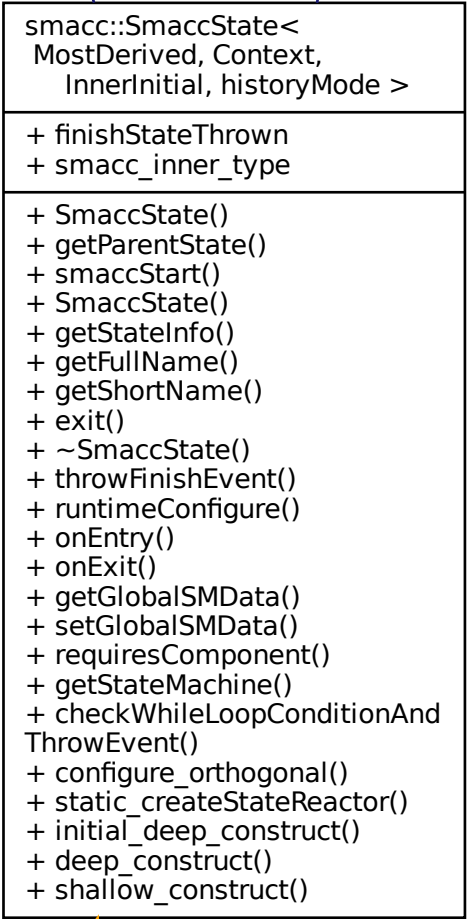 smacc::SmaccState<
MostDerived, Context,
InnerInitial, historyMode >
+ finishStateThrown
+ smacc_inner_type
+ SmaccState()
+ getParentState()
+ smaccStart()
+ SmaccState()
+ getStateInfo()
+ getFullName()
+ getShortName()
+ exit()
+ ~SmaccState()
+ throwFinishEvent()
+ runtimeConfigure()
+ onEntry()
+ onExit()
+ getGlobalSMData()
+ setGlobalSMData()
+ requiresComponent()
+ getStateMachine()
+ checkWhileLoopConditionAnd
ThrowEvent()
+ configure_orthogonal()
+ static_createStateReactor()
+ initial_deep_construct()
+ deep_construct()
+ shallow_construct()